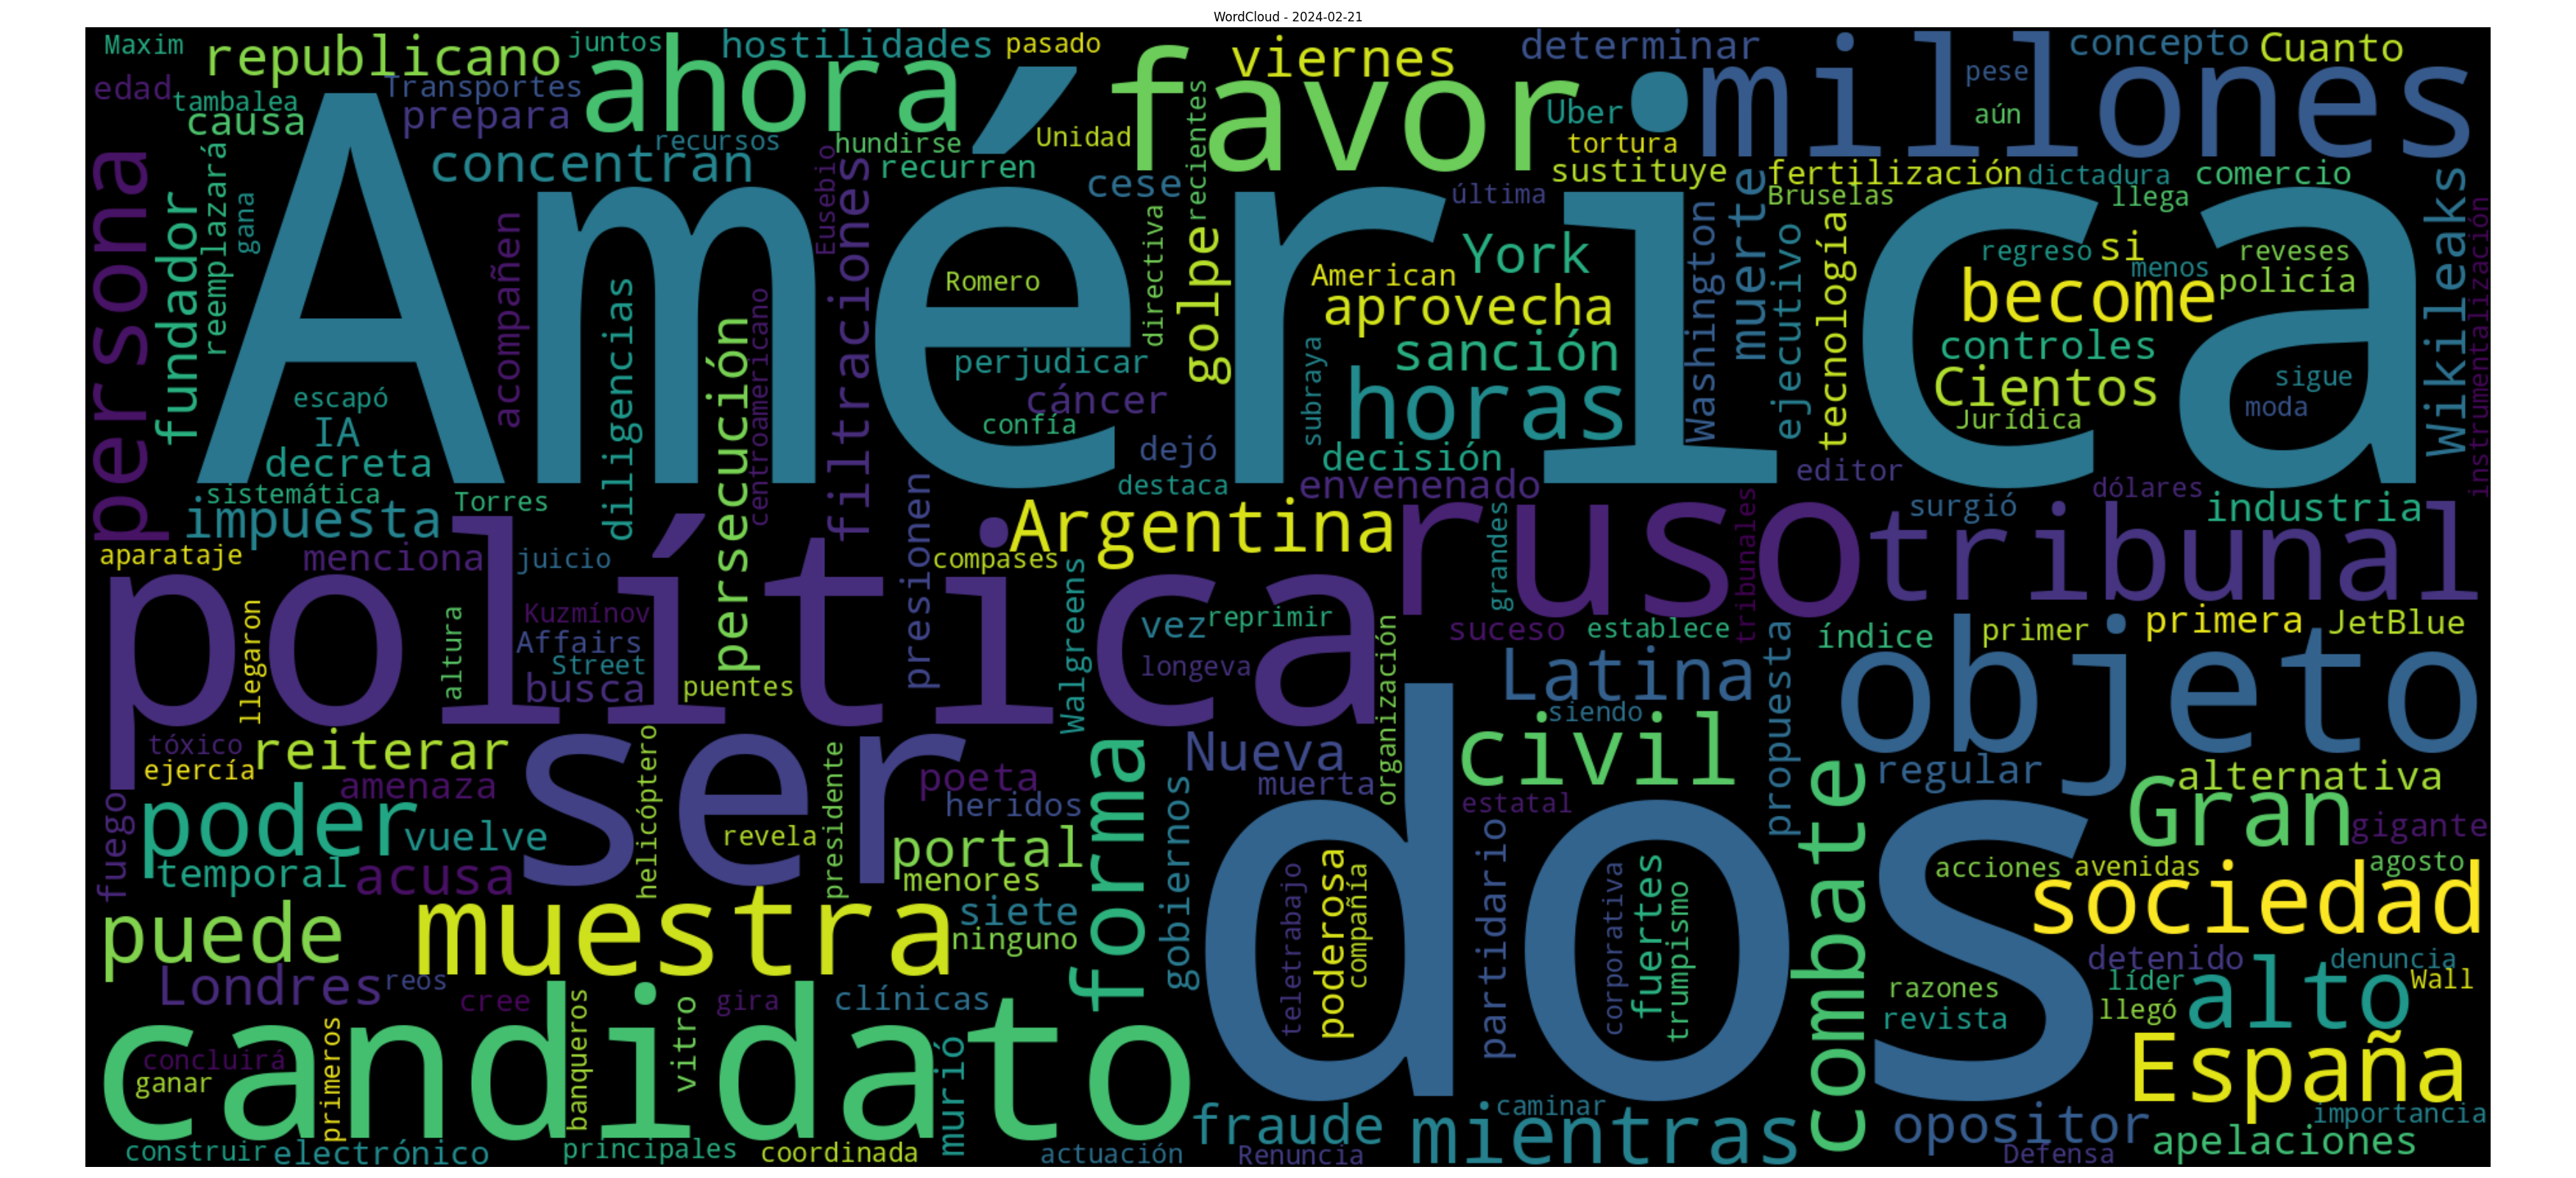 WordCloud - 2024-02-21
Maxim
republicano
juntos
ahora
hostilidades
pasado
favor
viernes
determinar
millones
concepto
Cuanto
edad
tambalea
Transportes
prepara
causa
recursos
hundirse
Unidad
recurren
concentran
Uber
tortura
pese
aún
sustituye
fertilización
dictadura
comercio
Bruselas
llega
cese
última
recientes
América
persona
fundador
reemplazará
gana
acompañen
diligencias
persecución
centroamericano
Eusebio
filtraciones
Romero
directiva
golpe
York
American
aprovecha
sanción
horas
subraya
Washington
muerte
ejecutivo
tecnología
regreso
si
menos
reveses
policía
become
controles
Cientos
Jurídica
sigue
moda
Wikileaks
instrumentalización
perjudicar
cáncer
confía
dejó
destaca
decisión
envenenado
editor
dólares
surgió
industria
escapó
IA
decreta
sistemática
Torres
impuesta
aparataje
menciona
juicio
presionen
compases
Argentina
ruso
grandes
tribunales
tribunal
política
llegaron
altura
Kuzmínov
Affairs
Street
busca
puentes
Walgreens
vez
reprimir
longeva
organización
suceso
establece
índice
primer
primera
JetBlue
Latina
siendo
propuesta
objeto
civil
regular
alternativa
Gran
gigante
tóxico
ejercía
reiterar
amenaza
fuego
poder
vuelve
temporal
acusa
ser
helicóptero
revela
presidente
poeta
heridos
portal
menores
siete
ninguno
forma
Nueva
muerta
gobiernos
estatal
dos
teletrabajo
poderosa
compañía
partidario
corporativa
fuertes
trumpismo
combate
acciones
avenidas
agosto
sociedad
detenido
denuncia
líder
Wall
llegó
alto
razones
revista
España
importancia
puede
muestra
Londres
reos
cree
gira
clínicas
candidato
concluirá
ganar
primeros
banqueros
vitro
murió
construir
electrónico
principales
coordinada
actuación
fraude
Renuncia
caminar
mientras
opositor
Defensa
apelaciones